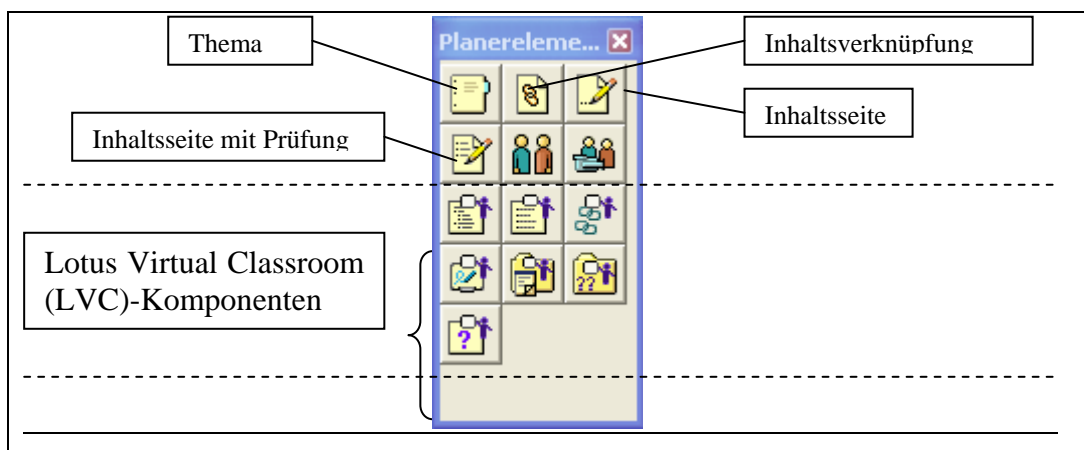 Thema
Planereleme...
Inhaltsverknüpfung
Inhaltsseite
Inhaltsseite mit Prüfung
Lotus Virtual Classroom
(LVC)-Komponenten